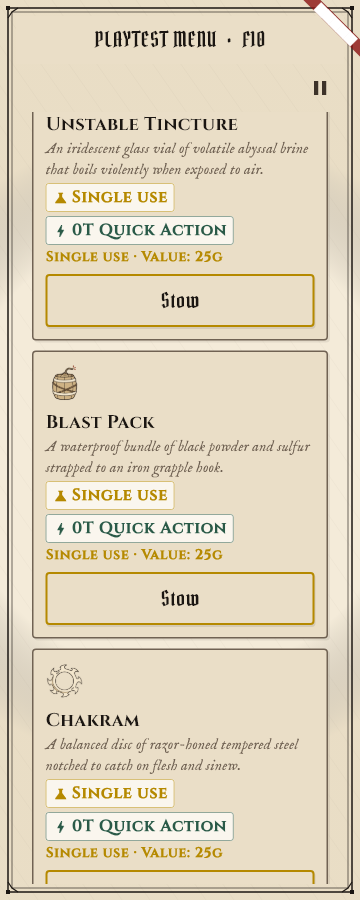 PLAYTEST MENU · F10
UNSTABLE TINCTURE
An iridescent glass vial of volatile abyssal brine
that boils violently when exposed to air.
SINGLE USE
0T QUICK ACTION
SINGLE USE · VALUE: 25G
Stow
BLAST PACK
A waterproof bundle of black powder and sulfur
strapped to an iron grapple hook.
SINGLE USE
0T QUICK ACTION
SINGLE USE · VALUE: 25G
Stow
CHAKRAM
A balanced disc of razor-honed tempered steel
notched to catch on flesh and sinew.
SINGLE USE
0T QUICK ACTION
SINGLE USE · VALUE: 25G